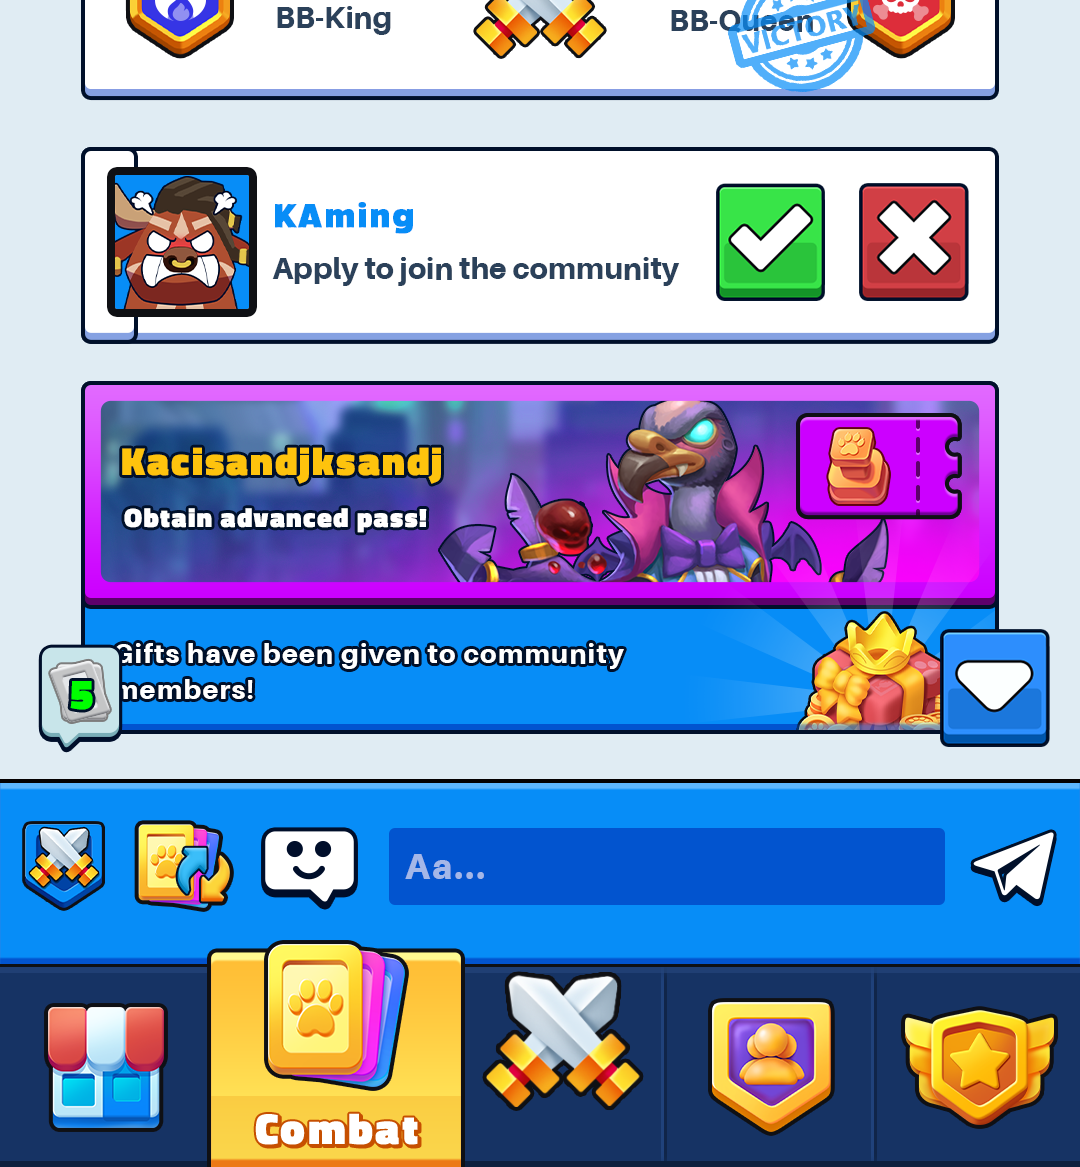 BB-King
BB-Queen
VICTORY
KAming
Apply to join the community
Kacisandjksandj
Obtain advanced pass!
Gifts have been given to community
members!
5
Aa...
Combat